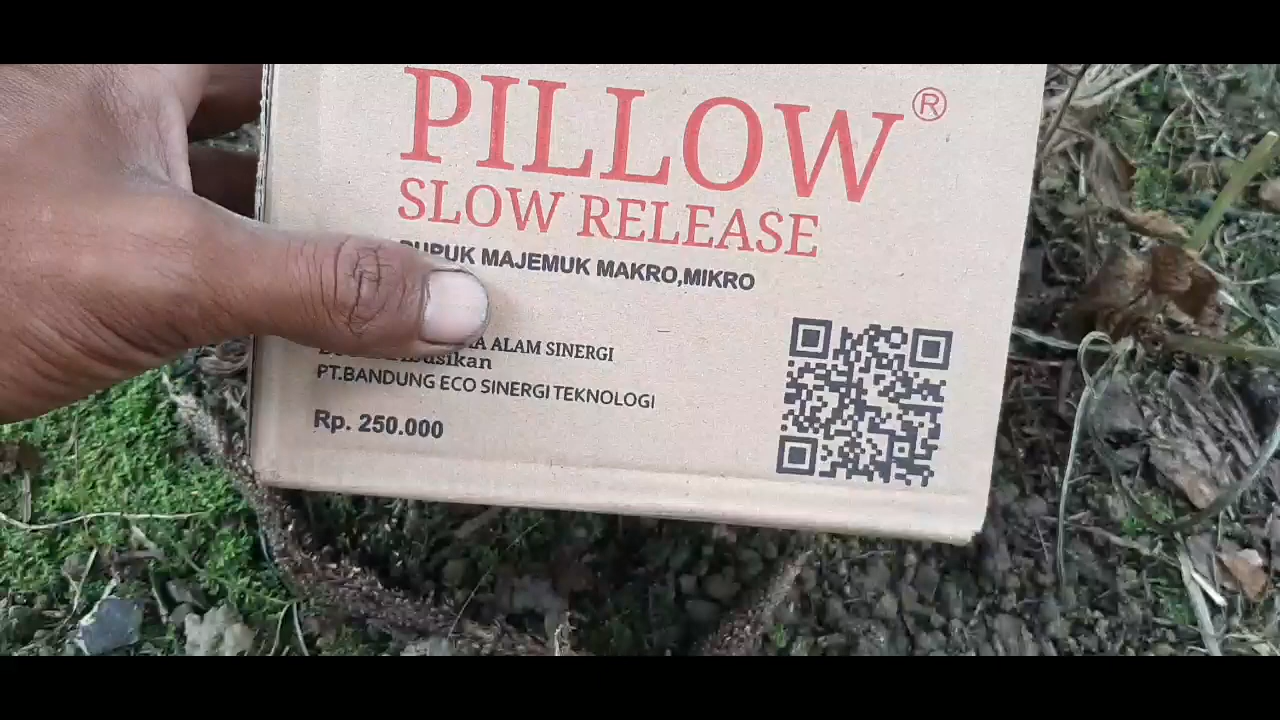 PILLOW®
SLOW RELEASE
PUPUK MAJEMUK MAKRO,MIKRO
ALAM SINERGI
PT.BANDUNG ECO SINERGI TEKNOLOGI
Rp. 250.000